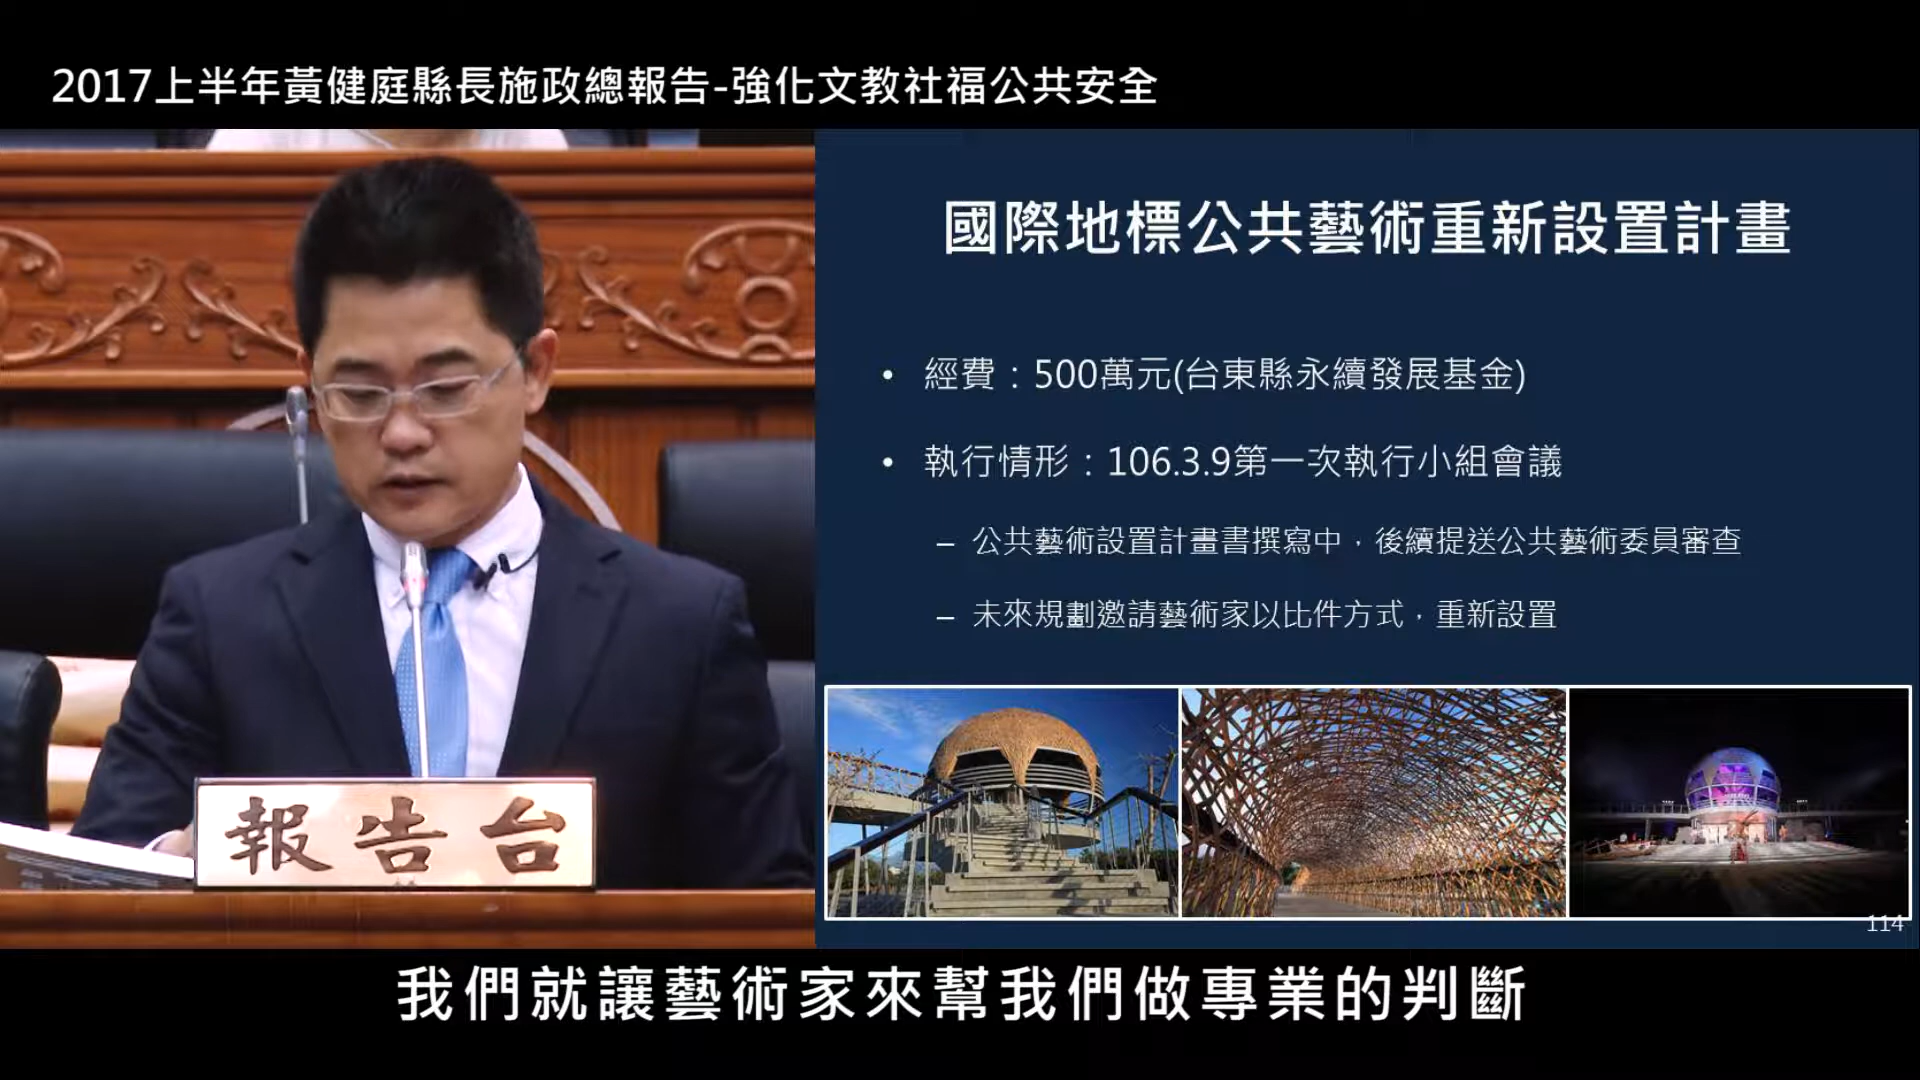 2017上半年黃健庭縣長施政總報告-強化文教社福公共安全
國際地標公共藝術重新設置計畫
• 經費：500萬元(台東縣永續發展基金)
• 執行情形：106.3.9第一次執行小組會議
– 公共藝術設置計畫書撰寫中，後續提送公共藝術委員審查
– 未來規劃邀請藝術家以比件方式，重新設置
114
報告台
我們就讓藝術家來幫我們做專業的判斷